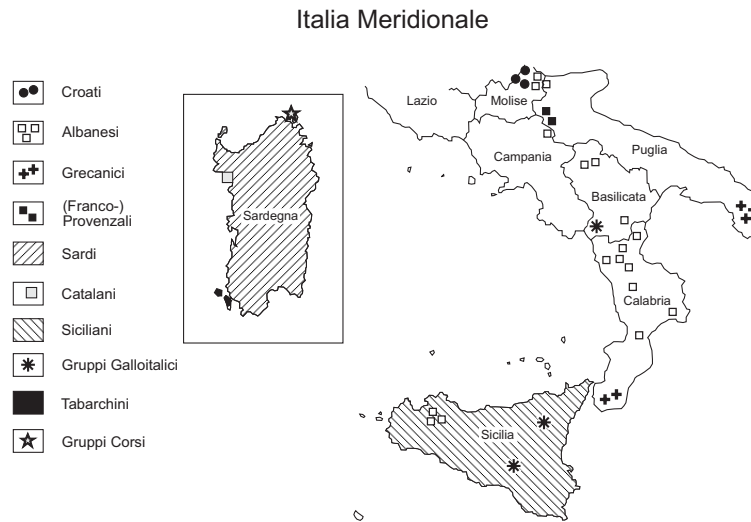 Italia Meridionale
Croati
Albanesi
Grecanici
(Franco-)
Provenzali
Sardi
Catalani
Siciliani
Gruppi Galloitalici
Tabarchini
Gruppi Corsi
Sardegna
Lazio
Molise
Campania
Puglia
Basilicata
Calabria
Sicilia